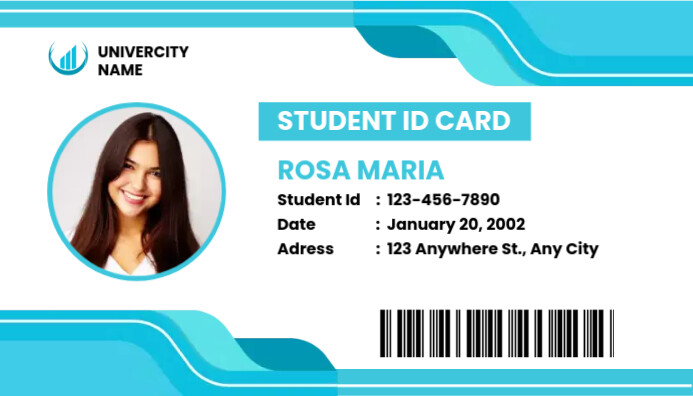 UNIVERCITY
NAME
STUDENT ID CARD
ROSA MARIA
Student Id : 123-456-7890
Date : January 20, 2002
Adress : 123 Anywhere St., Any City